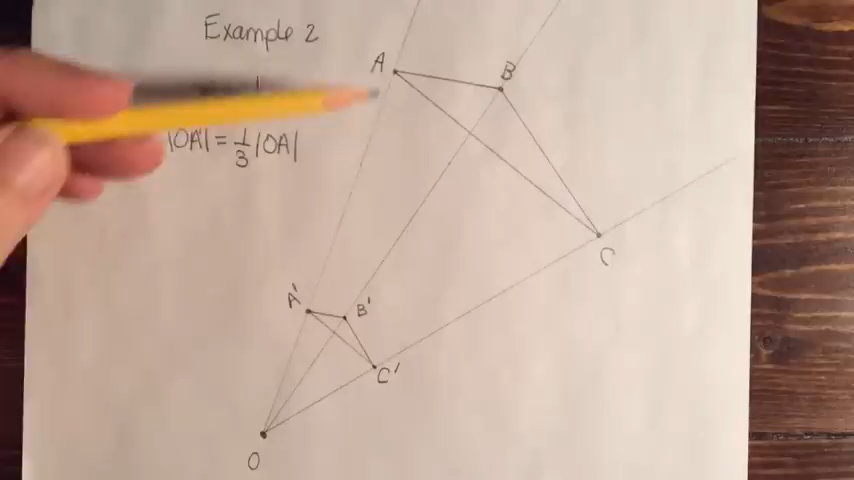 Example 2
|OA'| = 1/3 |OA|
A
B
C
A'
B'
C'
O